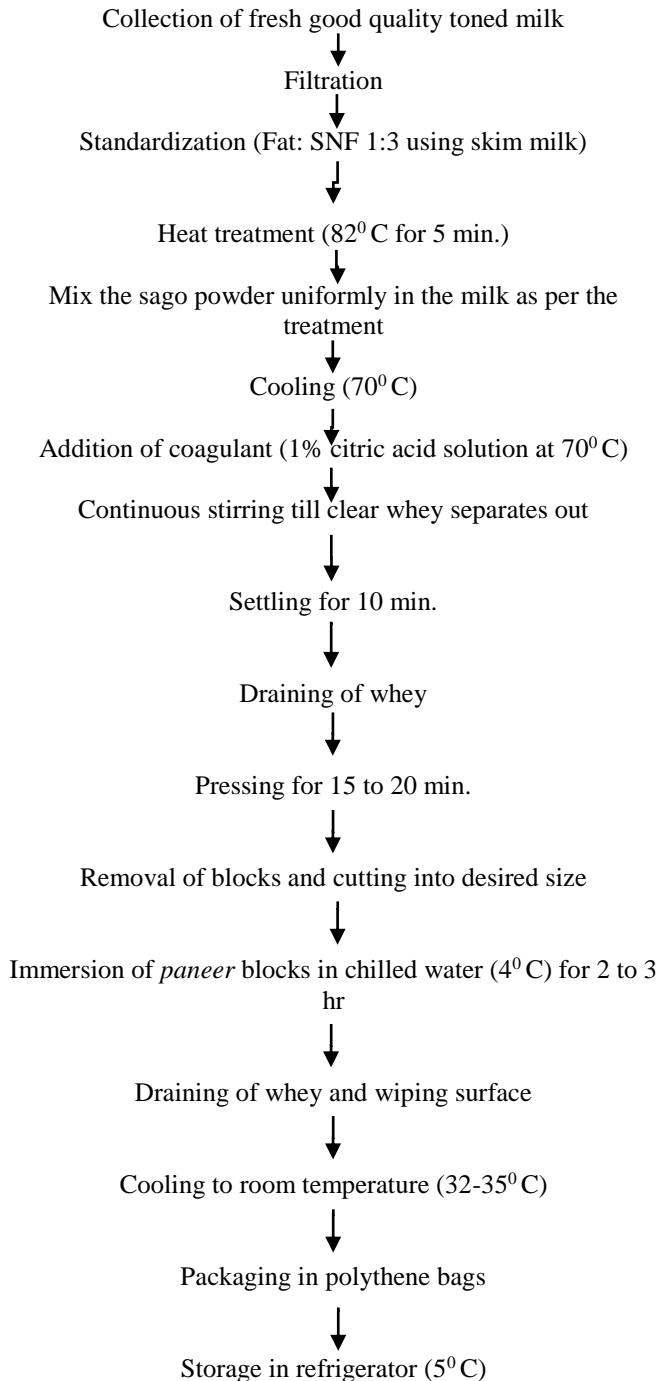 Collection of fresh good quality toned milk
Filtration
Standardization (Fat: SNF 1:3 using skim milk)
Heat treatment (82⁰ C for 5 min.)
Mix the sago powder uniformly in the milk as per the
treatment
Cooling (70⁰ C)
Addition of coagulant (1% citric acid solution at 70⁰ C)
Continuous stirring till clear whey separates out
Settling for 10 min.
Draining of whey
Pressing for 15 to 20 min.
Removal of blocks and cutting into desired size
Immersion of paneer blocks in chilled water (4⁰ C) for 2 to 3
hr
Draining of whey and wiping surface
Cooling to room temperature (32-35⁰ C)
Packaging in polythene bags
Storage in refrigerator (5⁰ C)